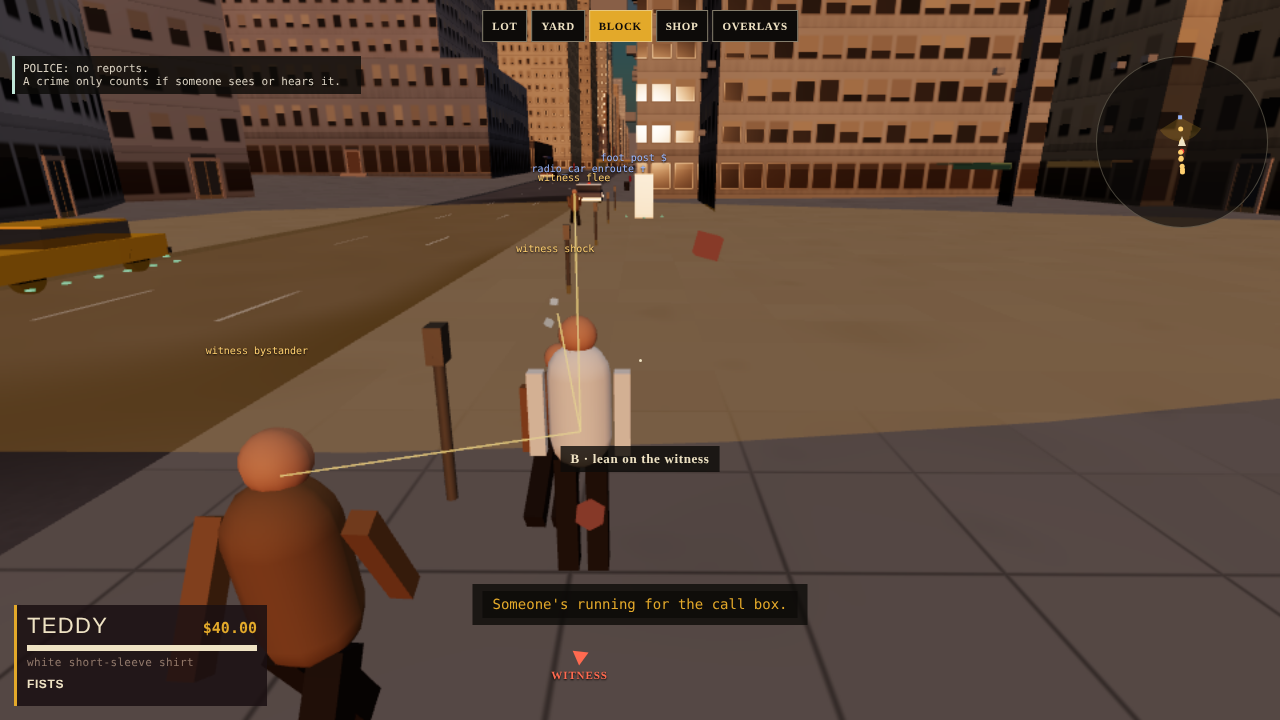 LOT
YARD
BLOCK
SHOP
OVERLAYS
POLICE: no reports.
A crime only counts if someone sees or hears it.
foot post $
radio car enroute
witness flee
witness shock
witness bystander
B · lean on the witness
Someone's running for the call box.
TEDDY
$40.00
white short-sleeve shirt
FISTS
WITNESS